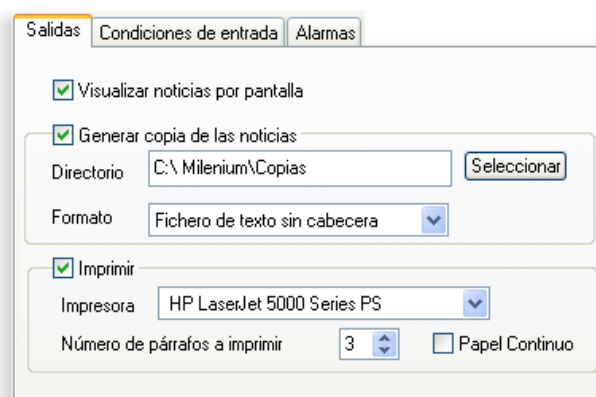 Salidas Condiciones de entrada Alarmas
Visualizar noticias por pantalla
Generar copia de las noticias
Directorio C:\ Milenium\Copias Seleccionar
Formato Fichero de texto sin cabecera
Imprimir
Impresora HP LaserJet 5000 Series PS
Número de párrafos a imprimir 3 Papel Continuo